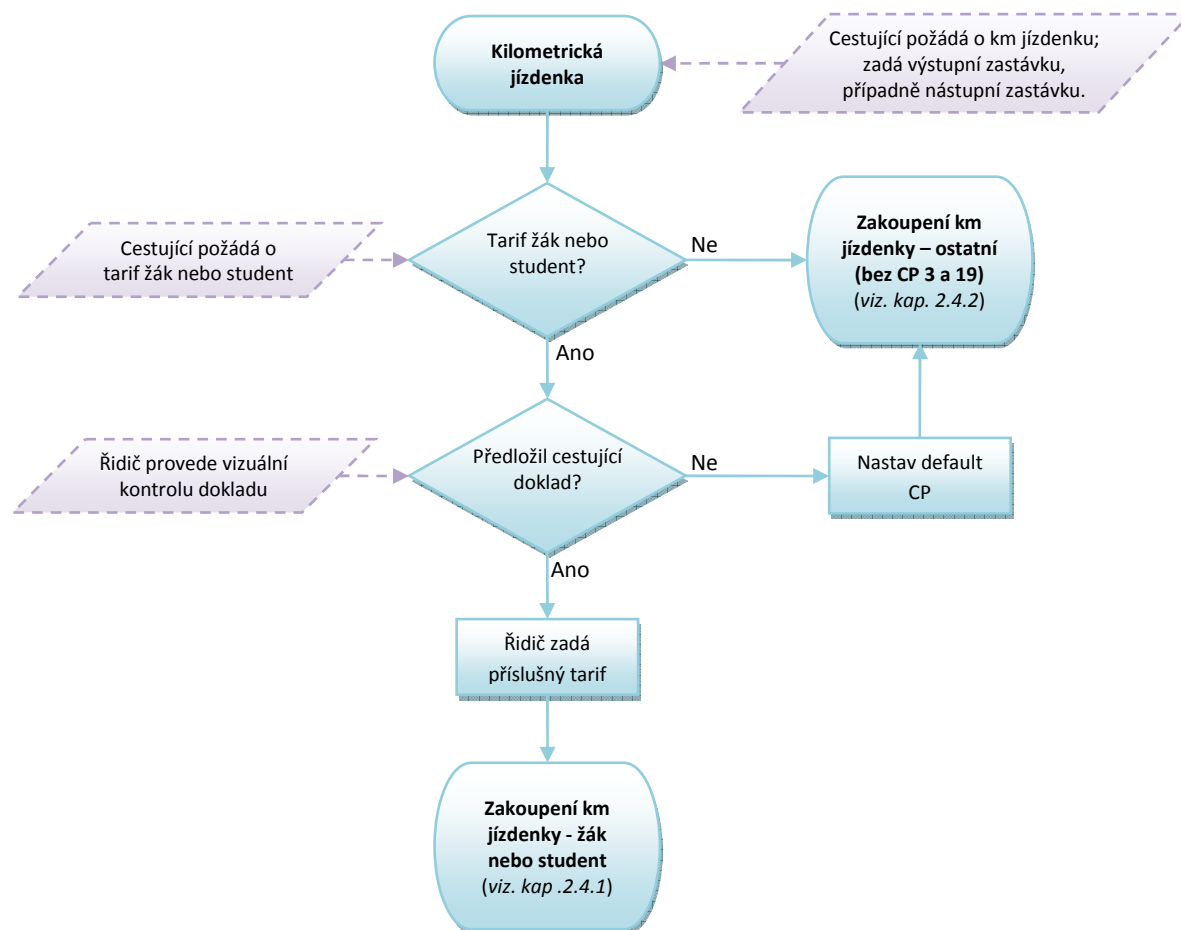 Kilometrická
jízdenka
Cestující požádá o km jízdenku;
zadá výstupní zastávku,
případně nástupní zastávku.
Cestující požádá o
tarif žák nebo student
Tarif žák nebo
student?
Ne
Zakoupení km
jízdenky – ostatní
(bez CP 3 a 19)
(viz. kap. 2.4.2)
Ano
Řidič provede vizuální
kontrolu dokladu
Předložil cestující
doklad?
Ne
Nastav default
CP
Ano
Řidič zadá
příslušný tarif
Zakoupení km
jízdenky - žák
nebo student
(viz. kap .2.4.1)